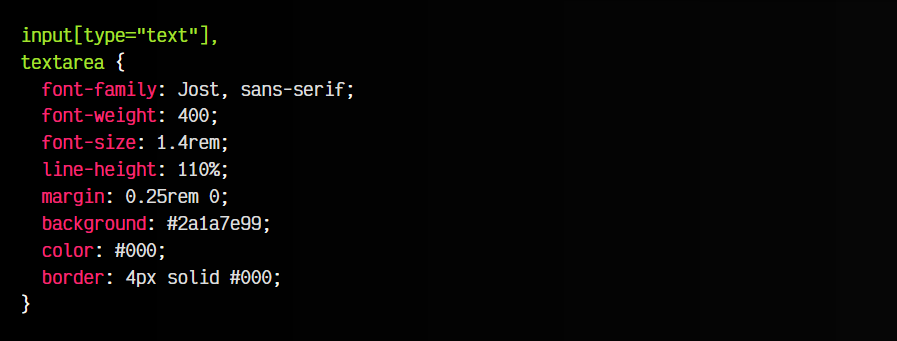 input[type="text"],
textarea {
  font-family: Jost, sans-serif;
  font-weight: 400;
  font-size: 1.4rem;
  line-height: 110%;
  margin: 0.25rem 0;
  background: #2a1a7e99;
  color: #000;
  border: 4px solid #000;
}